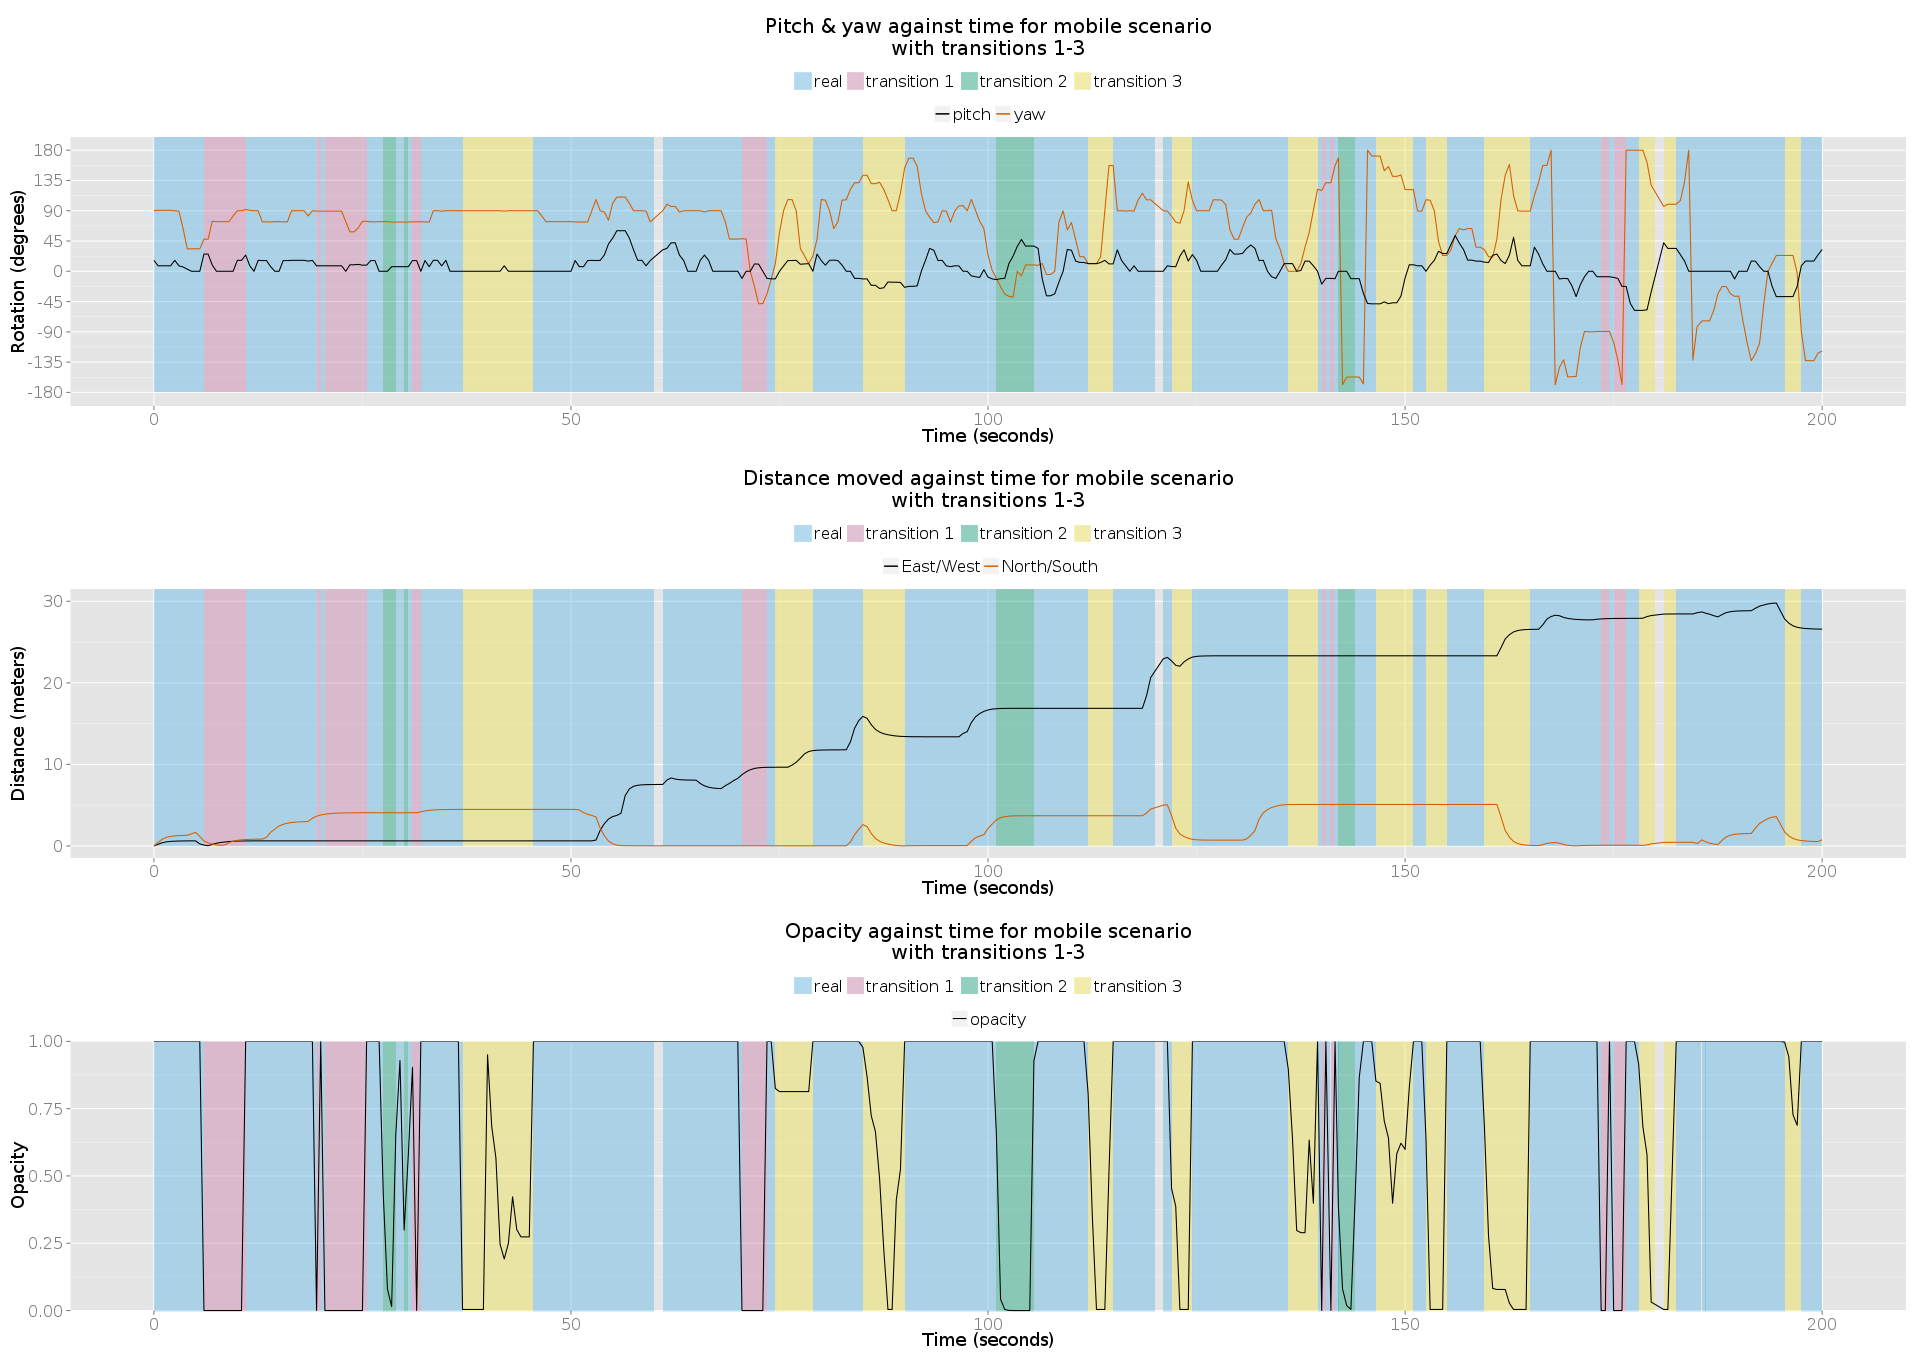 Pitch & yaw against time for mobile scenario
with transitions 1-3
real transition 1 transition 2 transition 3
pitch yaw
Rotation (degrees)
180
135
90
45
0
-45
-90
-135
-180
0 50 100 150 200
Time (seconds)
Distance moved against time for mobile scenario
with transitions 1-3
real transition 1 transition 2 transition 3
East/West North/South
Distance (meters)
30
20
10
0
0 50 100 150 200
Time (seconds)
Opacity against time for mobile scenario
with transitions 1-3
real transition 1 transition 2 transition 3
opacity
Opacity
1.00
0.75
0.50
0.25
0.00
0 50 100 150 200
Time (seconds)